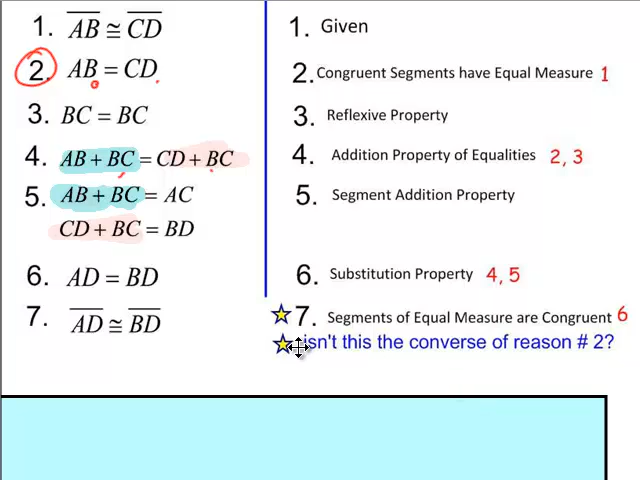 1. AB ≅ CD 1. Given
2. AB = CD 2. Congruent Segments have Equal Measure 1
3. BC = BC 3. Reflexive Property
4. AB + BC = CD + BC 4. Addition Property of Equalities 2, 3
5. AB + BC = AC 5. Segment Addition Property
CD + BC = BD
6. AD = BD 6. Substitution Property 4, 5
7. AD ≅ BD 7. Segments of Equal Measure are Congruent 6
isn't this the converse of reason # 2?